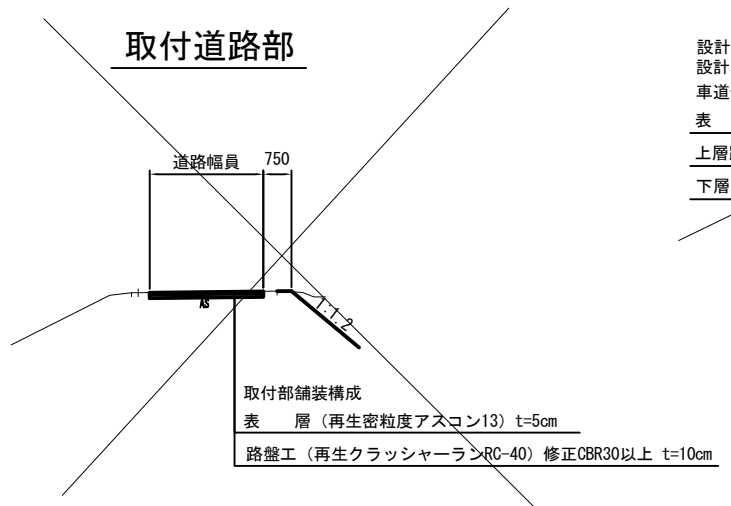 取付道路部
設計
設計
車道
表
上層
下層
道路幅員
750
AS
1:1.2
取付部舗装構成
表　　層（再生密粒度アスコン13）t=5cm
路盤工（再生クラッシャーランRC-40）修正CBR30以上 t=10cm